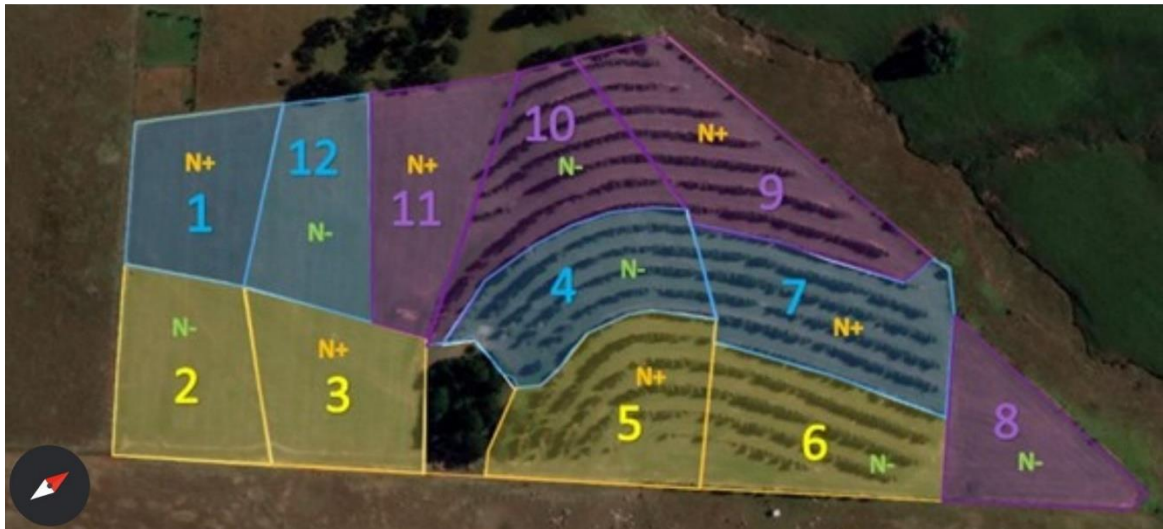 1 N+
12 N-
11 N+
10 N-
9 N+
2 N-
3 N+
4 N-
5 N+
7 N+
6 N-
8 N-